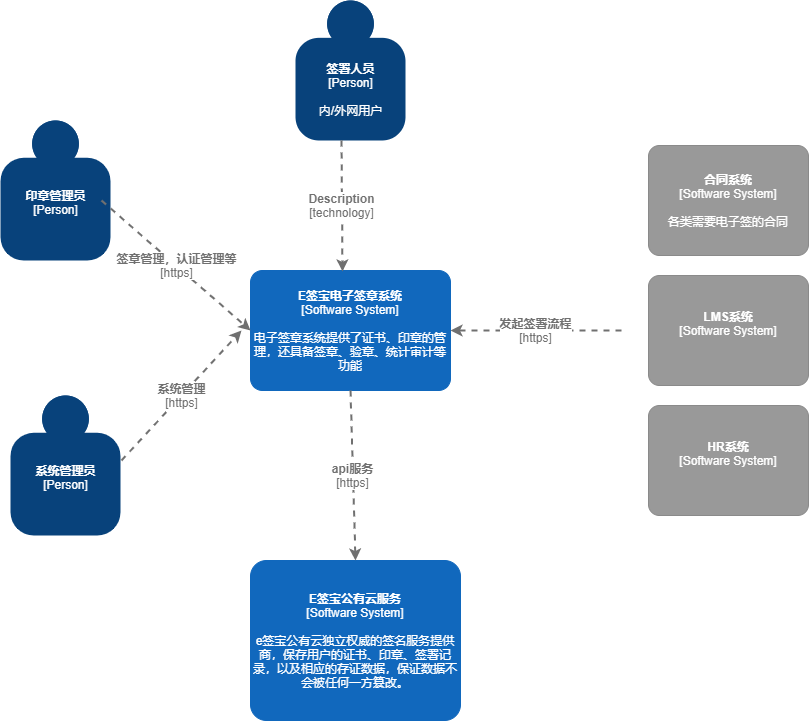 签署人员
[Person]
内/外网用户
印章管理员
[Person]
Description
[technology]
合同系统
[Software System]
各类需要电子签的合同
签章管理，认证管理等
[https]
E签宝电子签章系统
[Software System]
电子签章系统提供了证书、印章的管
理，还具备签章、验章、统计审计等
功能
发起签署流程
[https]
LMS系统
[Software System]
系统管理
[https]
系统管理员
[Person]
api服务
[https]
HR系统
[Software System]
E签宝公有云服务
[Software System]
e签宝公有云独立权威的签名服务提供
商，保存用户的证书、印章、签署记
录，以及相应的存证数据，保证数据不
会被任何一方篡改。